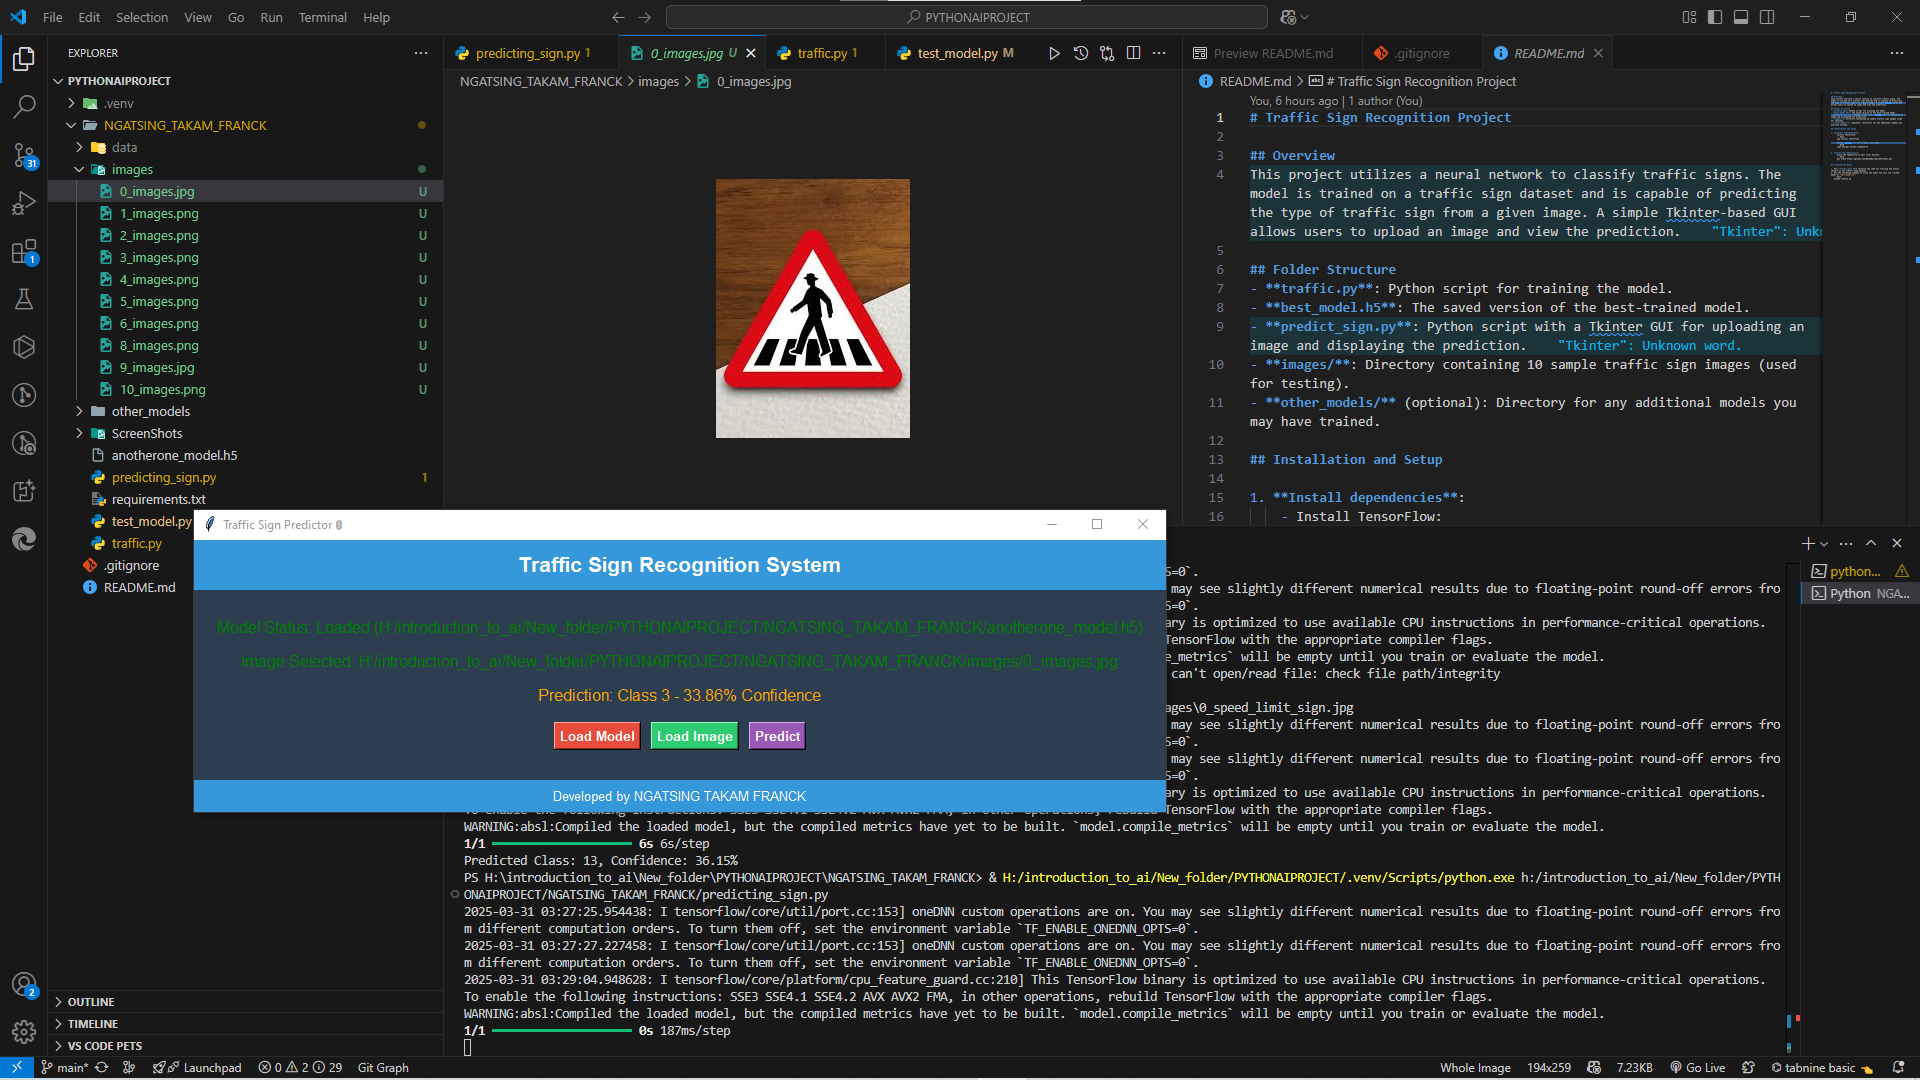 File Edit Selection View Go Run Terminal Help
PYTHONAIPROJECT
EXPLORER
PYTHONAIPROJECT
.venv
NGATSING_TAKAM_FRANCK
data
images
0_images.jpg U
1_images.png U
2_images.png U
3_images.png U
4_images.png U
5_images.png U
6_images.png U
8_images.png U
9_images.jpg U
10_images.png U
other_models
ScreenShots
anotherone_model.h5
predicting_sign.py 1
requirements.txt
test_model.py
traffic.py
.gitignore
README.md
OUTLINE
TIMELINE
VS CODE PETS
31
1
2
predicting_sign.py 1
0_images.jpg U
traffic.py 1
test_model.py M
NGATSING_TAKAM_FRANCK > images > 0_images.jpg
Preview README.md
.gitignore
README.md
README.md > # Traffic Sign Recognition Project
You, 6 hours ago | 1 author (You)
1 # Traffic Sign Recognition Project
2
3 ## Overview
4 This project utilizes a neural network to classify traffic signs. The
model is trained on a traffic sign dataset and is capable of predicting
the type of traffic sign from a given image. A simple Tkinter-based GUI
allows users to upload an image and view the prediction. "Tkinter": Unkn
5
6 ## Folder Structure
7 - **traffic.py**: Python script for training the model.
8 - **best_model.h5**: The saved version of the best-trained model.
9 - **predict_sign.py**: Python script with a Tkinter GUI for uploading an
image and displaying the prediction. "Tkinter": Unknown word.
10 - **images/**: Directory containing 10 sample traffic sign images (used
for testing).
11 - **other_models/** (optional): Directory for any additional models you
may have trained.
12
13 ## Installation and Setup
14
15 1. **Install dependencies**:
16 - Install TensorFlow:
Traffic Sign Predictor
Traffic Sign Recognition System
Model Status: Loaded (H:/introduction_to_ai/New_folder/PYTHONAIPROJECT/NGATSING_TAKAM_FRANCK/anotherone_model.h5)
Image Selected: H:/introduction_to_ai/New_folder/PYTHONAIPROJECT/NGATSING_TAKAM_FRANCK/images/0_images.jpg
Prediction: Class 3 - 33.86% Confidence
Load Model Load Image Predict
Developed by NGATSING TAKAM FRANCK
python...
Python NGA...
S=0`.
may see slightly different numerical results due to floating-point round-off errors fro
S=0`.
ary is optimized to use available CPU instructions in performance-critical operations.
TensorFlow with the appropriate compiler flags.
e_metrics` will be empty until you train or evaluate the model.
can't open/read file: check file path/integrity
ages\0_speed_limit_sign.jpg
may see slightly different numerical results due to floating-point round-off errors fro
S=0`.
may see slightly different numerical results due to floating-point round-off errors fro
S=0`.
ary is optimized to use available CPU instructions in performance-critical operations.
TensorFlow with the appropriate compiler flags.
WARNING:absl:Compiled the loaded model, but the compiled metrics have yet to be built. `model.compile_metrics` will be empty until you train or evaluate the model.
1/1 6s 6s/step
Predicted Class: 13, Confidence: 36.15%
PS H:\introduction_to_ai\New_folder\PYTHONAIPROJECT\NGATSING_TAKAM_FRANCK> & H:/introduction_to_ai/New_folder/PYTHONAIPROJECT/.venv/Scripts/python.exe h:/introduction_to_ai/New_folder/PYTH
ONAIPROJECT/NGATSING_TAKAM_FRANCK/predicting_sign.py
2025-03-31 03:27:25.954438: I tensorflow/core/util/port.cc:153] oneDNN custom operations are on. You may see slightly different numerical results due to floating-point round-off errors fro
m different computation orders. To turn them off, set the environment variable `TF_ENABLE_ONEDNN_OPTS=0`.
2025-03-31 03:27:27.227458: I tensorflow/core/util/port.cc:153] oneDNN custom operations are on. You may see slightly different numerical results due to floating-point round-off errors fro
m different computation orders. To turn them off, set the environment variable `TF_ENABLE_ONEDNN_OPTS=0`.
2025-03-31 03:29:04.948628: I tensorflow/core/platform/cpu_feature_guard.cc:210] This TensorFlow binary is optimized to use available CPU instructions in performance-critical operations.
To enable the following instructions: SSE3 SSE4.1 SSE4.2 AVX AVX2 FMA, in other operations, rebuild TensorFlow with the appropriate compiler flags.
WARNING:absl:Compiled the loaded model, but the compiled metrics have yet to be built. `model.compile_metrics` will be empty until you train or evaluate the model.
1/1 0s 187ms/step
main* Launchpad 0 2 29 Git Graph
Whole Image 194x259 7.23KB Go Live tabnine basic